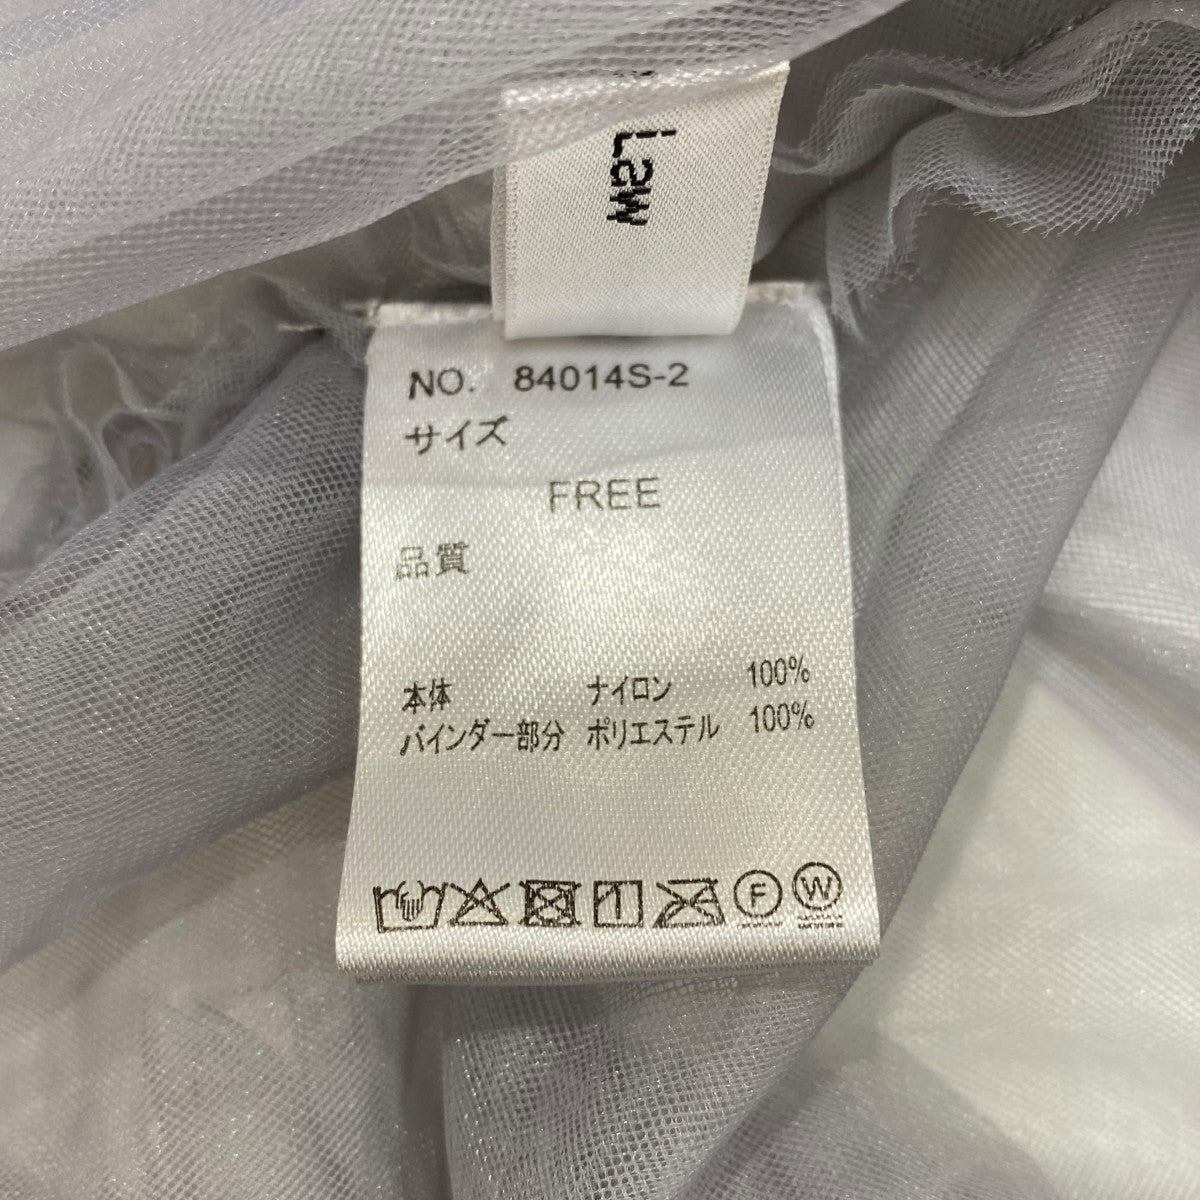 Law
NO. 84014S-2
サイズ
FREE
品質
本体 ナイロン 100%
バインダー部分 ポリエステル 100%
F
W